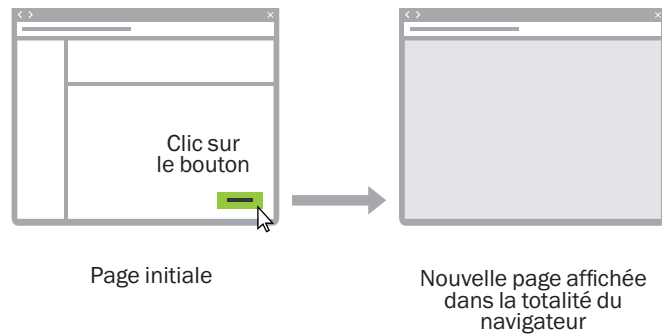 Clic sur
le bouton
Page initiale
Nouvelle page affichée
dans la totalité du
navigateur